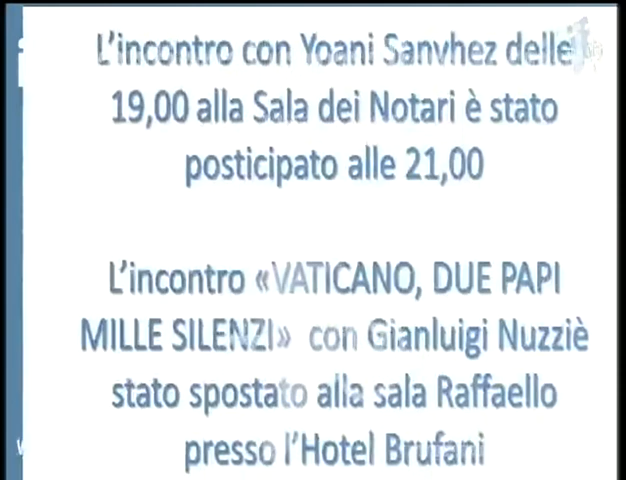 L'incontro con Yoani Sanvhez delle
19,00 alla Sala dei Notari è stato
posticipato alle 21,00
L'incontro «VATICANO, DUE PAPI
MILLE SILENZI» con Gianluigi Nuzziè
stato spostato alla sala Raffaello
presso l'Hotel Brufani